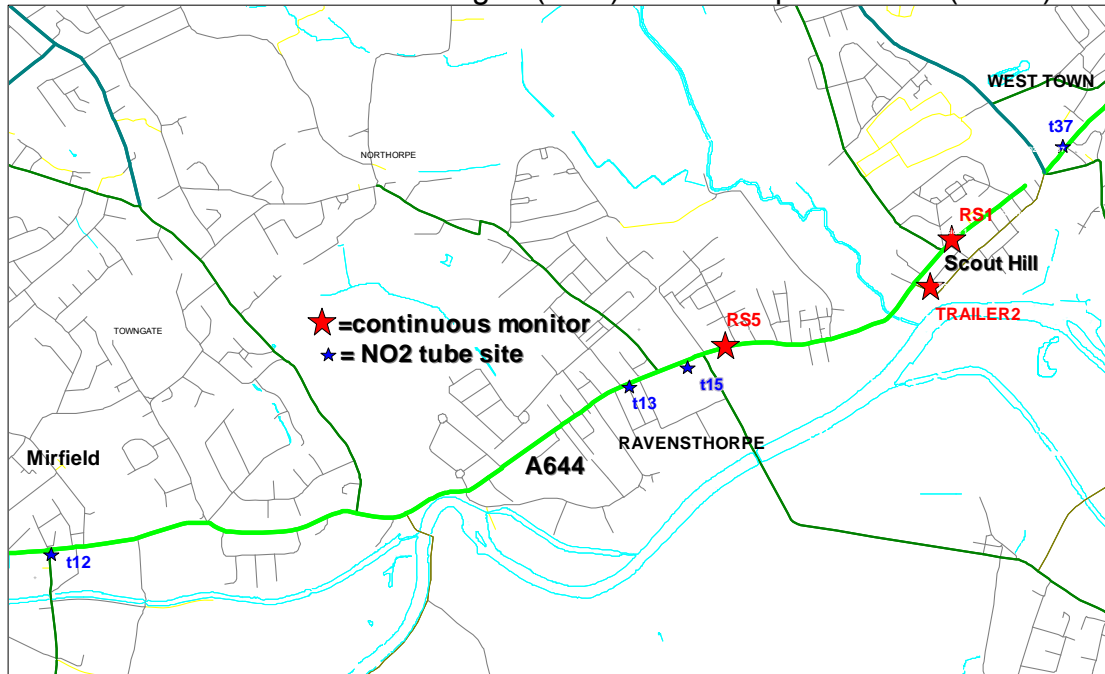 WEST TOWN
t37
NORTHORPE
RS1
Scout Hill
TRAILER2
=continuous monitor
RS5
TOWNGATE
= NO2 tube site
t15
t13
RAVENSTHORPE
Mirfield
A644
t12